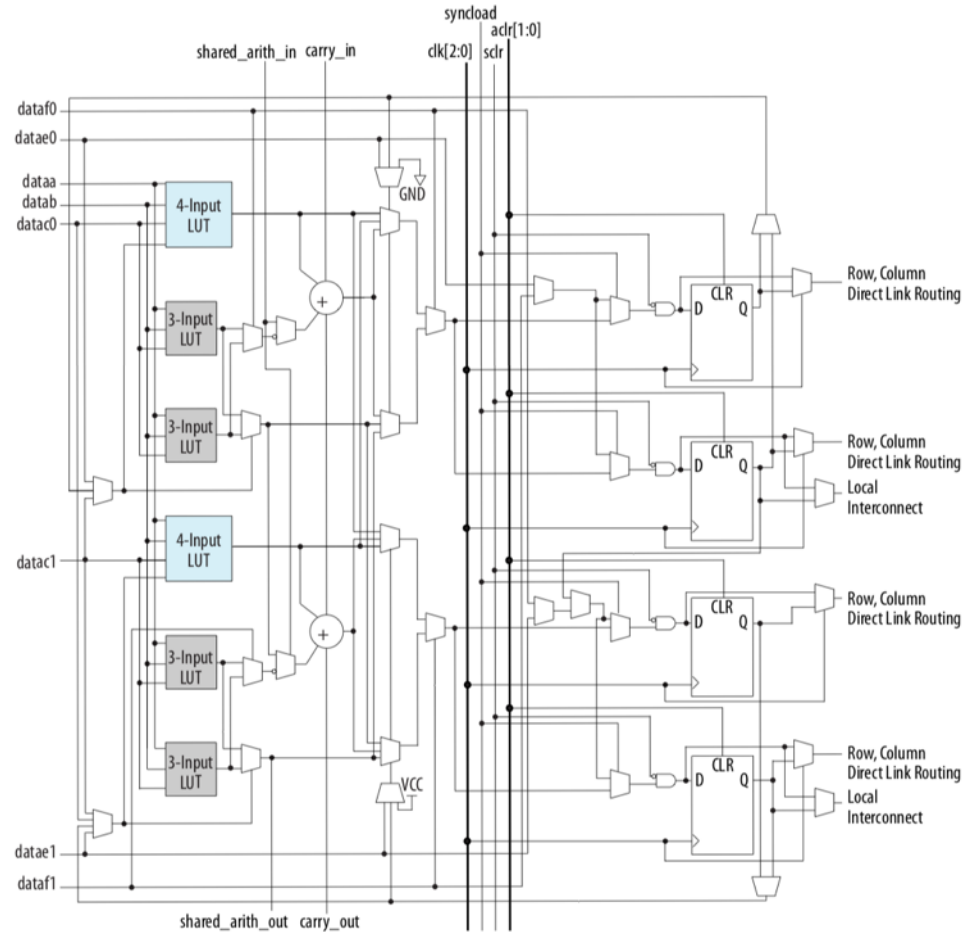 syncload
aclr[1:0]
shared_arith_in carry_in
clk[2:0] sclr
dataf0
datae0
dataa
datab
datac0
4-Input
LUT
GND
3-Input
LUT
+
CLR
D Q
Row, Column
Direct Link Routing
3-Input
LUT
CLR
D Q
Row, Column
Direct Link Routing
Local
Interconnect
datac1
4-Input
LUT
+
CLR
D Q
Row, Column
Direct Link Routing
3-Input
LUT
3-Input
LUT
VCC
CLR
D Q
Row, Column
Direct Link Routing
Local
Interconnect
datae1
dataf1
shared_arith_out carry_out